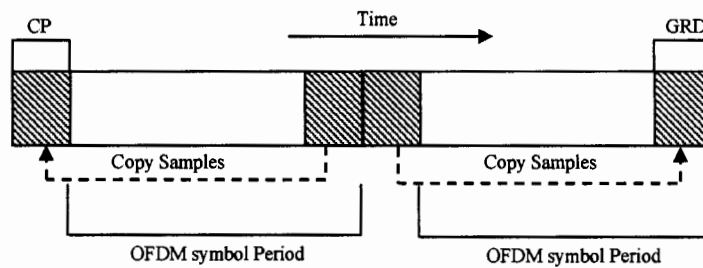 CP
Time
GRD
Copy Samples
Copy Samples
OFDM symbol Period
OFDM symbol Period